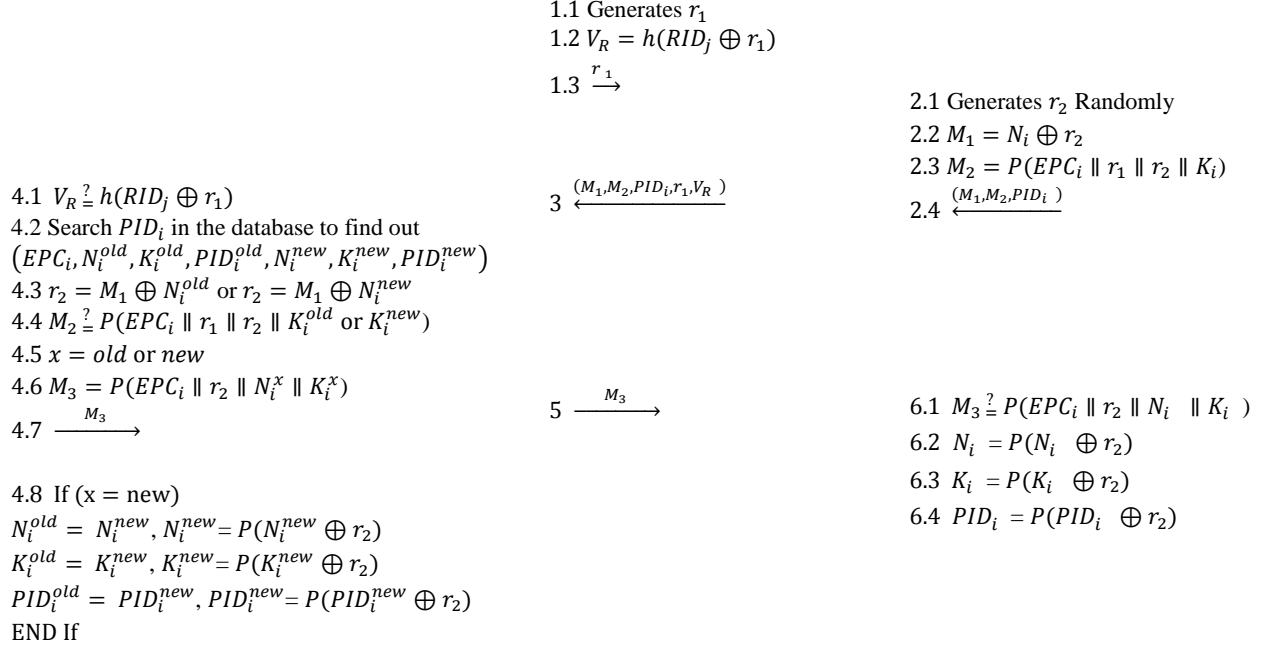 1.1 Generates r₁
1.2 V_R = h(RID_j ⊕ r₁)
1.3 r₁ →
2.1 Generates r₂ Randomly
2.2 M₁ = N_i ⊕ r₂
2.3 M₂ = P(EPC_i ∥ r₁ ∥ r₂ ∥ K_i)
2.4 (M₁,M₂,PID_i ) ←
3 (M₁,M₂,PID_i,r₁,V_R ) ←
4.1 V_R ≟ h(RID_j ⊕ r₁)
4.2 Search PID_i in the database to find out
(EPC_i, N_i^old, K_i^old, PID_i^old, N_i^new, K_i^new, PID_i^new)
4.3 r₂ = M₁ ⊕ N_i^old or r₂ = M₁ ⊕ N_i^new
4.4 M₂ ≟ P(EPC_i ∥ r₁ ∥ r₂ ∥ K_i^old or K_i^new)
4.5 x = old or new
4.6 M₃ = P(EPC_i ∥ r₂ ∥ N_i^x ∥ K_i^x)
4.7 M₃ →
4.8 If (x = new)
N_i^old = N_i^new, N_i^new = P(N_i^new ⊕ r₂)
K_i^old = K_i^new, K_i^new = P(K_i^new ⊕ r₂)
PID_i^old = PID_i^new, PID_i^new = P(PID_i^new ⊕ r₂)
END If
5 M₃ →
6.1 M₃ ≟ P(EPC_i ∥ r₂ ∥ N_i ∥ K_i )
6.2 N_i = P(N_i ⊕ r₂)
6.3 K_i = P(K_i ⊕ r₂)
6.4 PID_i = P(PID_i ⊕ r₂)